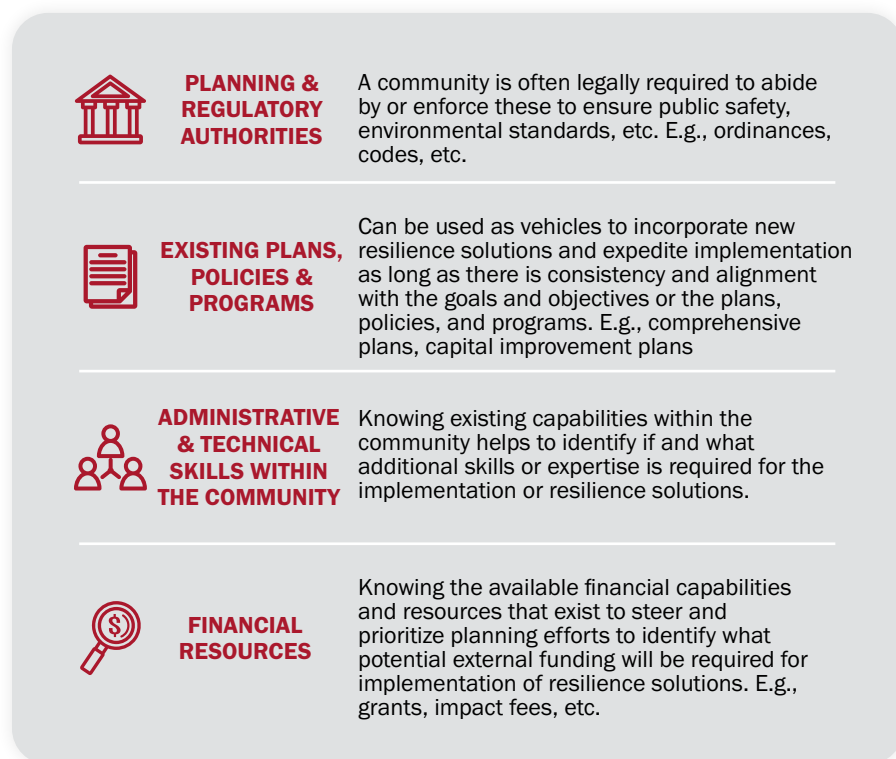 PLANNING &
REGULATORY
AUTHORITIES
A community is often legally required to abide
by or enforce these to ensure public safety,
environmental standards, etc. E.g., ordinances,
codes, etc.
EXISTING PLANS,
POLICIES &
PROGRAMS
Can be used as vehicles to incorporate new
resilience solutions and expedite implementation
as long as there is consistency and alignment
with the goals and objectives or the plans,
policies, and programs. E.g., comprehensive
plans, capital improvement plans
ADMINISTRATIVE
& TECHNICAL
SKILLS WITHIN
THE COMMUNITY
Knowing existing capabilities within the
community helps to identify if and what
additional skills or expertise is required for the
implementation or resilience solutions.
$
FINANCIAL
RESOURCES
Knowing the available financial capabilities
and resources that exist to steer and
prioritize planning efforts to identify what
potential external funding will be required for
implementation of resilience solutions. E.g.,
grants, impact fees, etc.